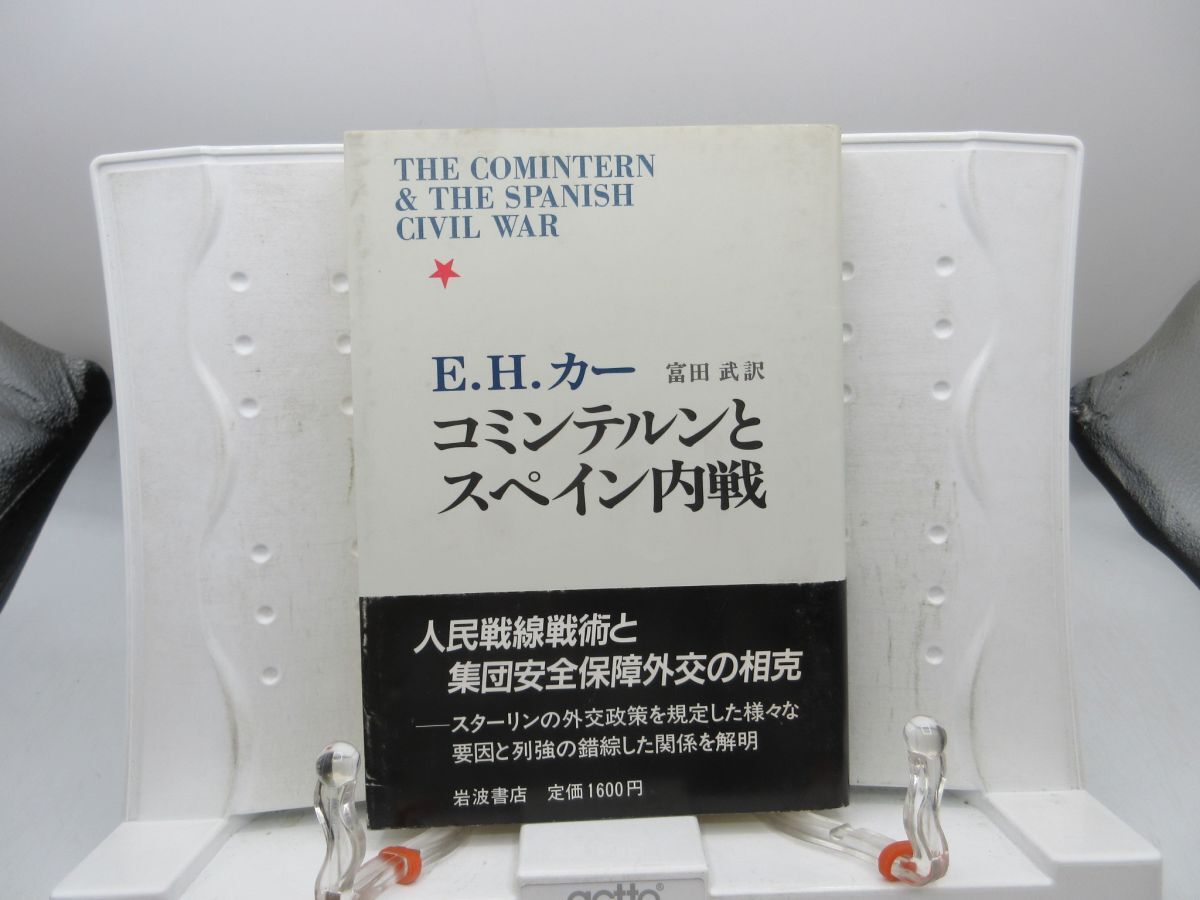 THE COMINTERN
& THE SPANISH
CIVIL WAR
E.H.カー 富田 武訳
コミンテルンと
スペイン内戦
人民戦線戦術と
集団安全保障外交の相克
──スターリンの外交政策を規定した様々な
要因と列強の錯綜した関係を解明
岩波書店 定価1600円
actto®